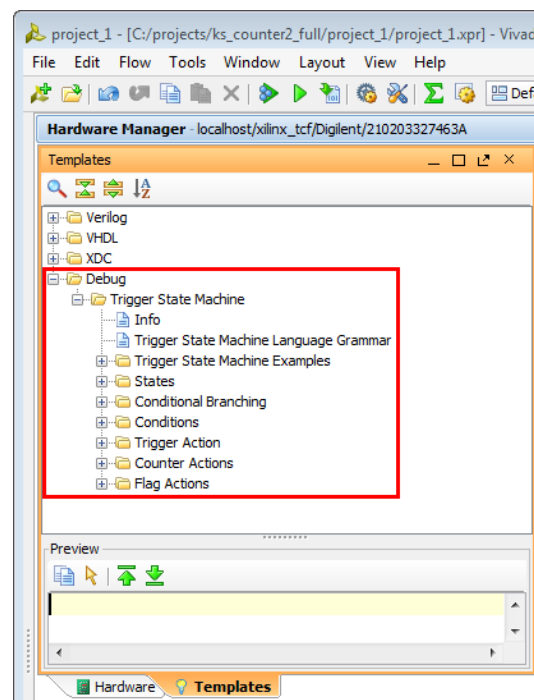 project_1 - [C:/projects/ks_counter2_full/project_1/project_1.xpr] - Vivad
File Edit Flow Tools Window Layout View Help
Def
Hardware Manager - localhost/xilinx_tcf/Digilent/210203327463A
Templates
Verilog
VHDL
XDC
Debug
Trigger State Machine
Info
Trigger State Machine Language Grammar
Trigger State Machine Examples
States
Conditional Branching
Conditions
Trigger Action
Counter Actions
Flag Actions
Preview
Hardware Templates